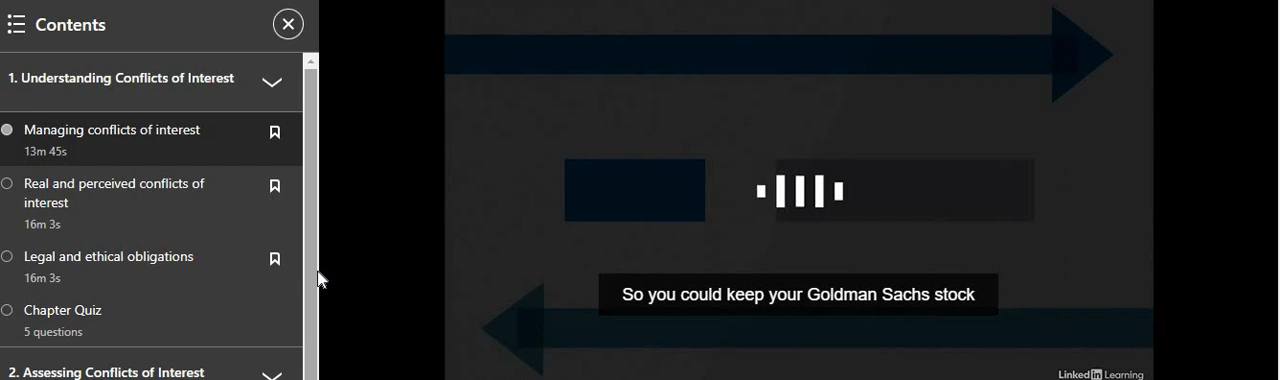 Contents
1. Understanding Conflicts of Interest
Managing conflicts of interest
13m 45s
Real and perceived conflicts of
interest
16m 3s
Legal and ethical obligations
16m 3s
Chapter Quiz
5 questions
2. Assessing Conflicts of Interest
So you could keep your Goldman Sachs stock
Linked in Learning